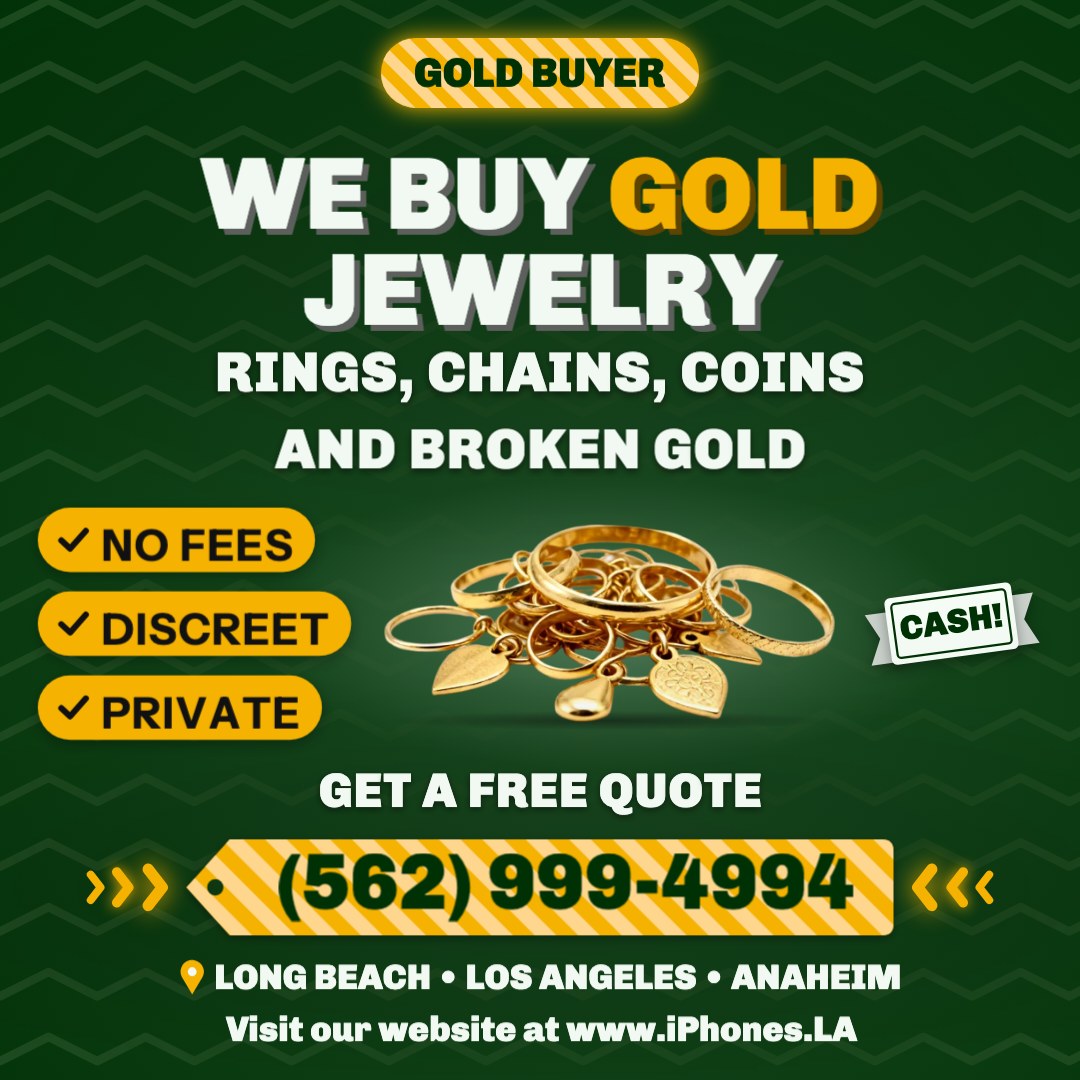 GOLD BUYER
WE BUY GOLD
JEWELRY
RINGS, CHAINS, COINS
AND BROKEN GOLD
✓ NO FEES
✓ DISCREET
✓ PRIVATE
CASH!
GET A FREE QUOTE
(562) 999-4994
LONG BEACH • LOS ANGELES • ANAHEIM
Visit our website at www.iPhones.LA